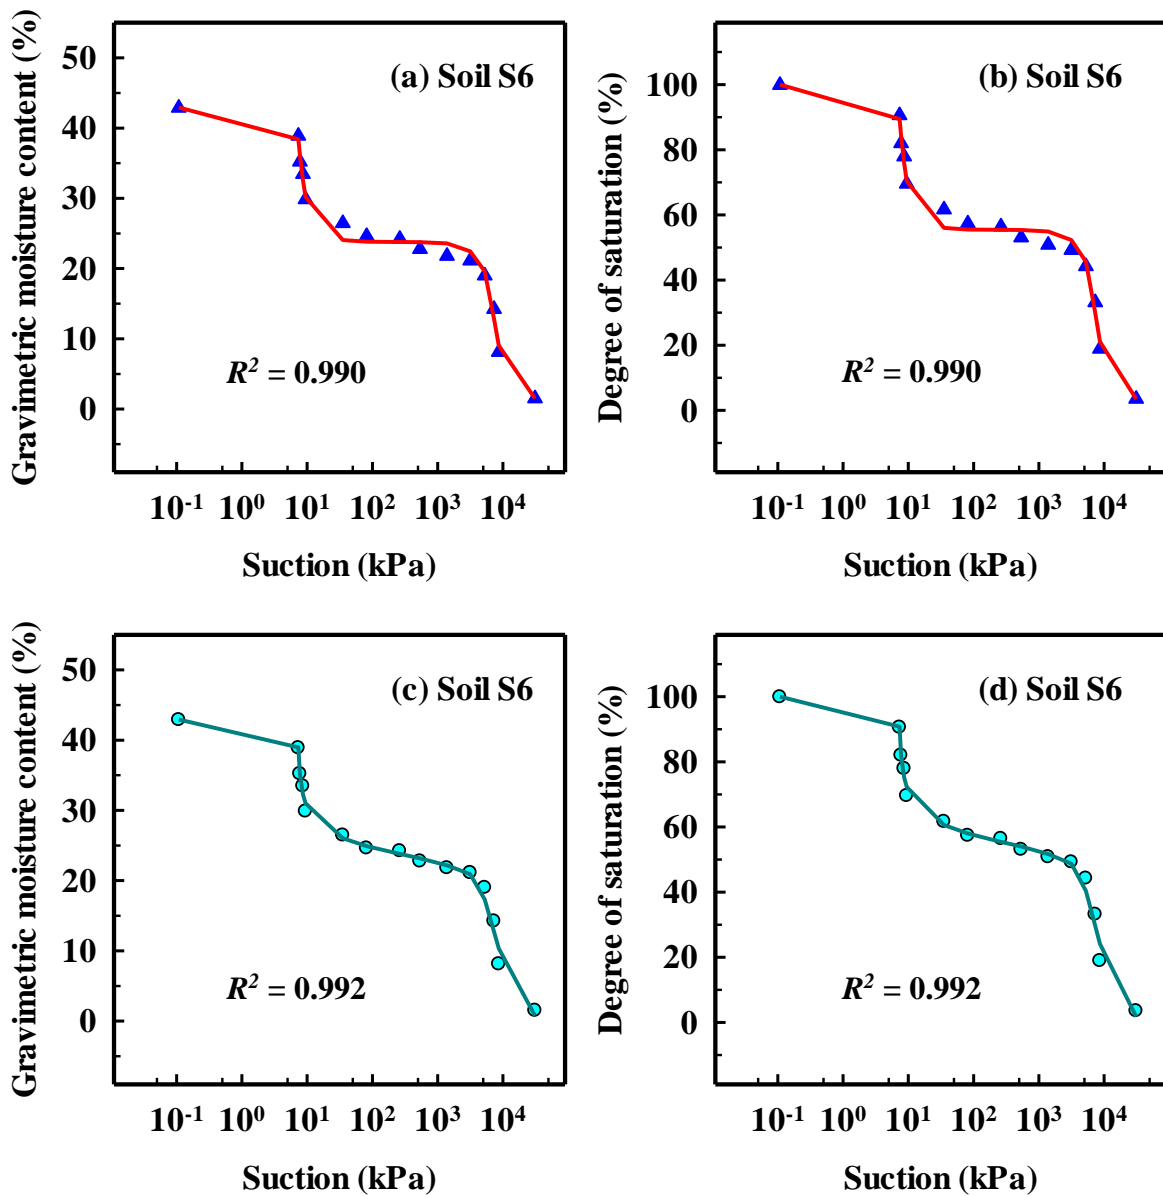 Gravimetric moisture content (%)
50
40
30
20
10
0
(a) Soil S6
R² = 0.990
10⁻¹ 10⁰ 10¹ 10² 10³ 10⁴
Suction (kPa)
Degree of saturation (%)
100
80
60
40
20
0
(b) Soil S6
R² = 0.990
10⁻¹ 10⁰ 10¹ 10² 10³ 10⁴
Suction (kPa)
Gravimetric moisture content (%)
50
40
30
20
10
0
(c) Soil S6
R² = 0.992
10⁻¹ 10⁰ 10¹ 10² 10³ 10⁴
Suction (kPa)
Degree of saturation (%)
100
80
60
40
20
0
(d) Soil S6
R² = 0.992
10⁻¹ 10⁰ 10¹ 10² 10³ 10⁴
Suction (kPa)